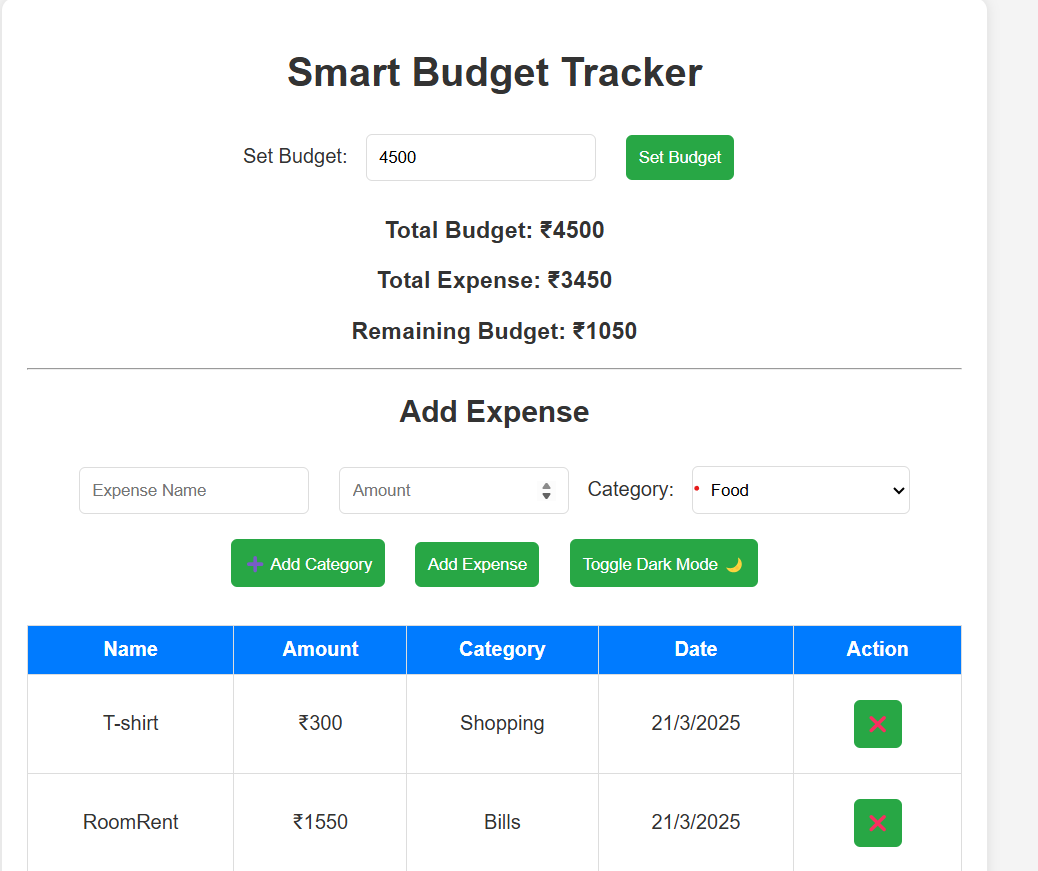 Smart Budget Tracker
Set Budget: 4500 Set Budget
Total Budget: ₹4500
Total Expense: ₹3450
Remaining Budget: ₹1050
Add Expense
Expense Name Amount Category: Food
➕ Add Category Add Expense Toggle Dark Mode 🌙
Name Amount Category Date Action
T-shirt ₹300 Shopping 21/3/2025 ❌
RoomRent ₹1550 Bills 21/3/2025 ❌